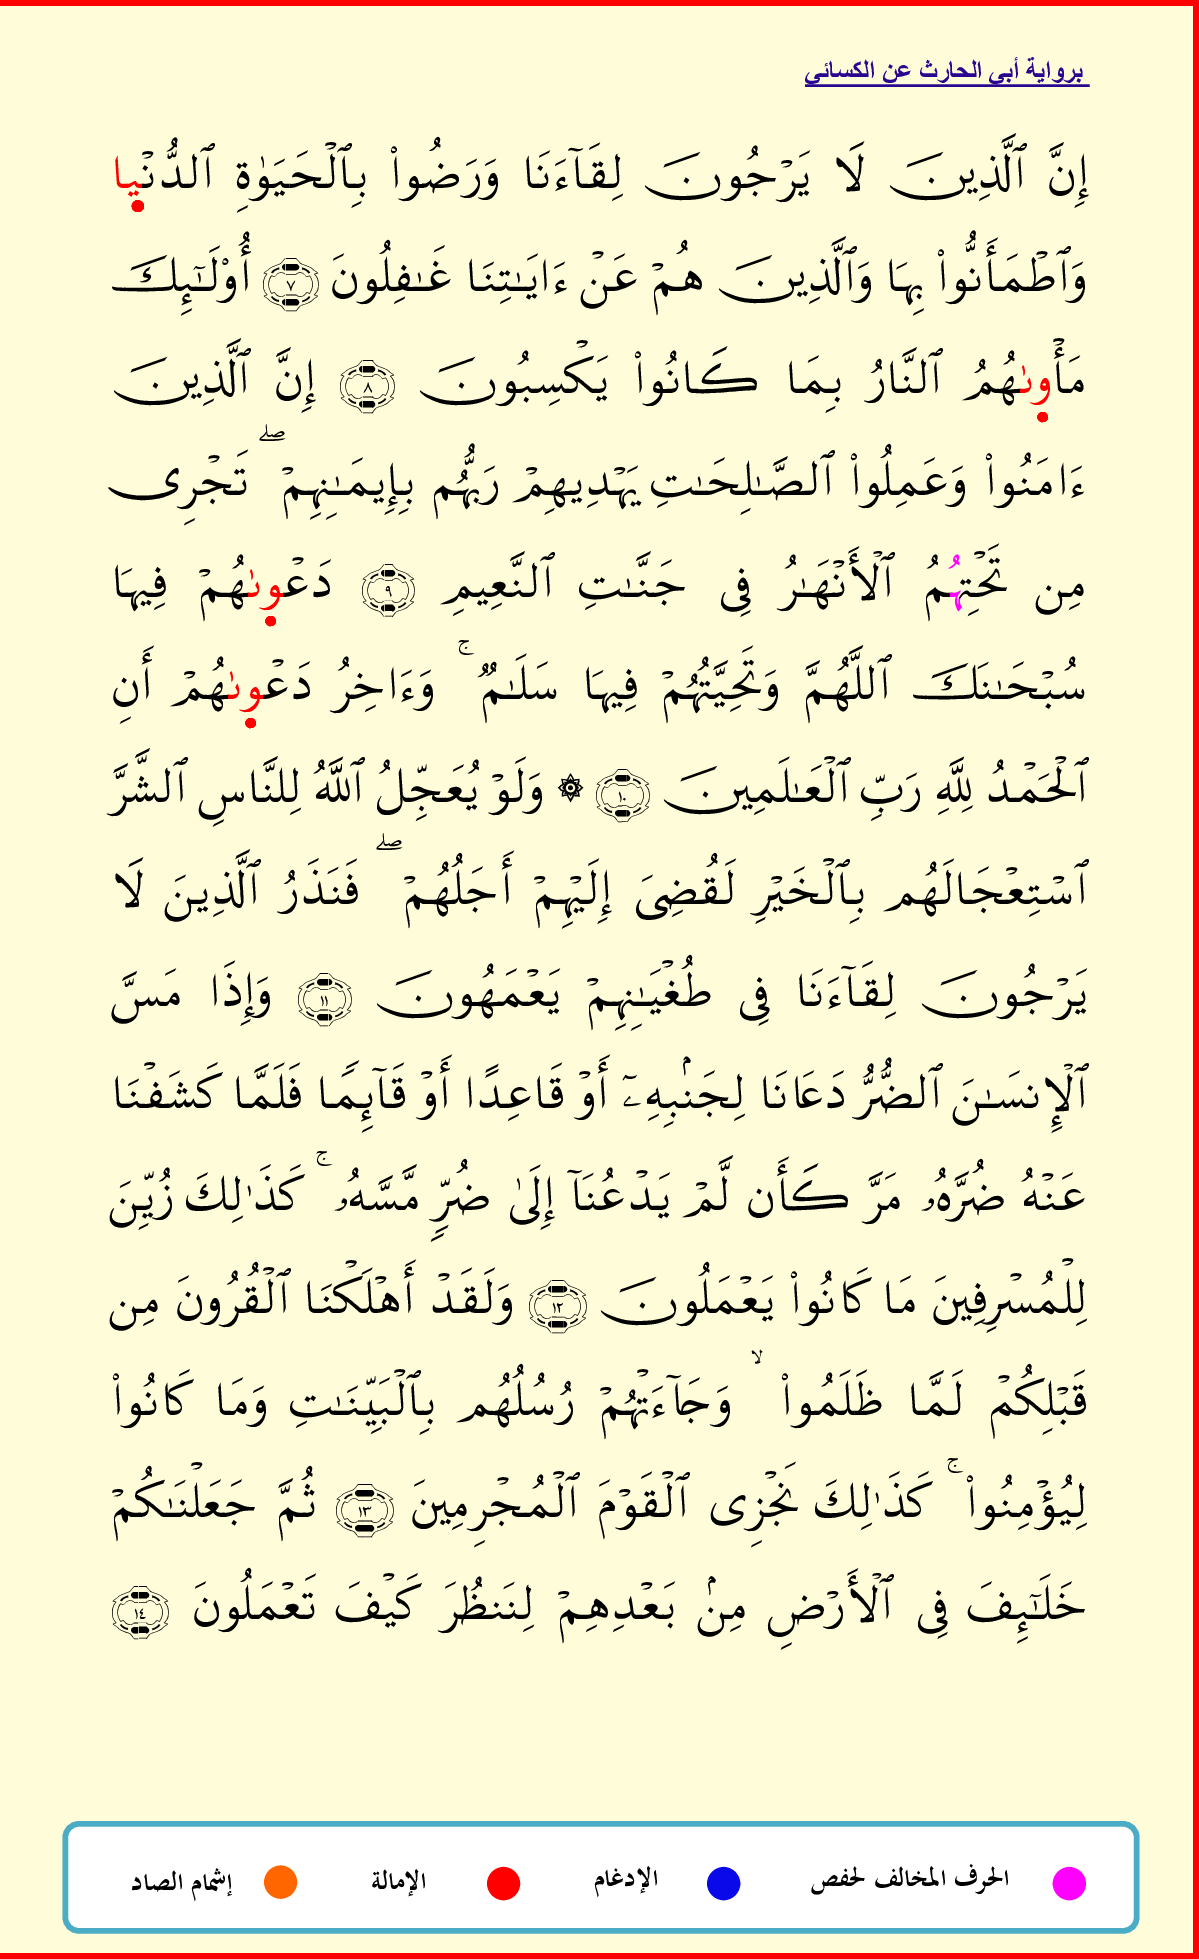 برواية أبي الحارث عن الكسائي
إِنَّ ٱلَّذِينَ لَا يَرۡجُونَ لِقَآءَنَا وَرَضُوا۟ بِٱلۡحَيَوٰةِ ٱلدُّنۡيا
وَٱطۡمَأَنُّوا۟ بِهَا وَٱلَّذِينَ هُمۡ عَنۡ ءَايَـٰتِنَا غَـٰفِلُونَ ٧ أُو۟لَـٰٓئِكَ
مَأۡوىٰهُمُ ٱلنَّارُ بِمَا كَانُوا۟ يَكۡسِبُونَ ٨ إِنَّ ٱلَّذِينَ
ءَامَنُوا۟ وَعَمِلُوا۟ ٱلصَّـٰلِحَـٰتِ يَهۡدِيهِمۡ رَبُّهُم بِإِيمَـٰنِهِمۡۖ تَجۡرِى
مِن تَحۡتِهُمُ ٱلۡأَنۡهَـٰرُ فِى جَنَّـٰتِ ٱلنَّعِيمِ ٩ دَعۡوىٰهُمۡ فِيهَا
سُبۡحَـٰنَكَ ٱللَّهُمَّ وَتَحِيَّتُهُمۡ فِيهَا سَلَـٰمٌۚ وَءَاخِرُ دَعۡوىٰهُمۡ أَنِ
ٱلۡحَمۡدُ لِلَّهِ رَبِّ ٱلۡعَـٰلَمِينَ ١٠ ۞ وَلَوۡ يُعَجِّلُ ٱللَّهُ لِلنَّاسِ ٱلشَّرَّ
ٱسۡتِعۡجَالَهُم بِٱلۡخَيۡرِ لَقُضِىَ إِلَيۡهِمۡ أَجَلُهُمۡۖ فَنَذَرُ ٱلَّذِينَ لَا
يَرۡجُونَ لِقَآءَنَا فِى طُغۡيَـٰنِهِمۡ يَعۡمَهُونَ ١١ وَإِذَا مَسَّ
ٱلۡإِنسَـٰنَ ٱلضُّرُّ دَعَانَا لِجَنۢبِهِۦٓ أَوۡ قَاعِدًا أَوۡ قَآئِمًا فَلَمَّا كَشَفۡنَا
عَنۡهُ ضُرَّهُۥ مَرَّ كَأَن لَّمۡ يَدۡعُنَآ إِلَىٰ ضُرٍّ مَّسَّهُۥۚ كَذَٰلِكَ زُيِّنَ
لِلۡمُسۡرِفِينَ مَا كَانُوا۟ يَعۡمَلُونَ ١٢ وَلَقَدۡ أَهۡلَكۡنَا ٱلۡقُرُونَ مِن
قَبۡلِكُمۡ لَمَّا ظَلَمُوا۟ۙ وَجَآءَتۡهُمۡ رُسُلُهُم بِٱلۡبَيِّنَـٰتِ وَمَا كَانُوا۟
لِيُؤۡمِنُوا۟ۚ كَذَٰلِكَ نَجۡزِى ٱلۡقَوۡمَ ٱلۡمُجۡرِمِينَ ١٣ ثُمَّ جَعَلۡنَـٰكُمۡ
خَلَـٰٓئِفَ فِى ٱلۡأَرۡضِ مِنۢ بَعۡدِهِمۡ لِنَنظُرَ كَيۡفَ تَعۡمَلُونَ ١٤
الحرف المخالف لحفص الإدغام الإمالة إشمام الصاد